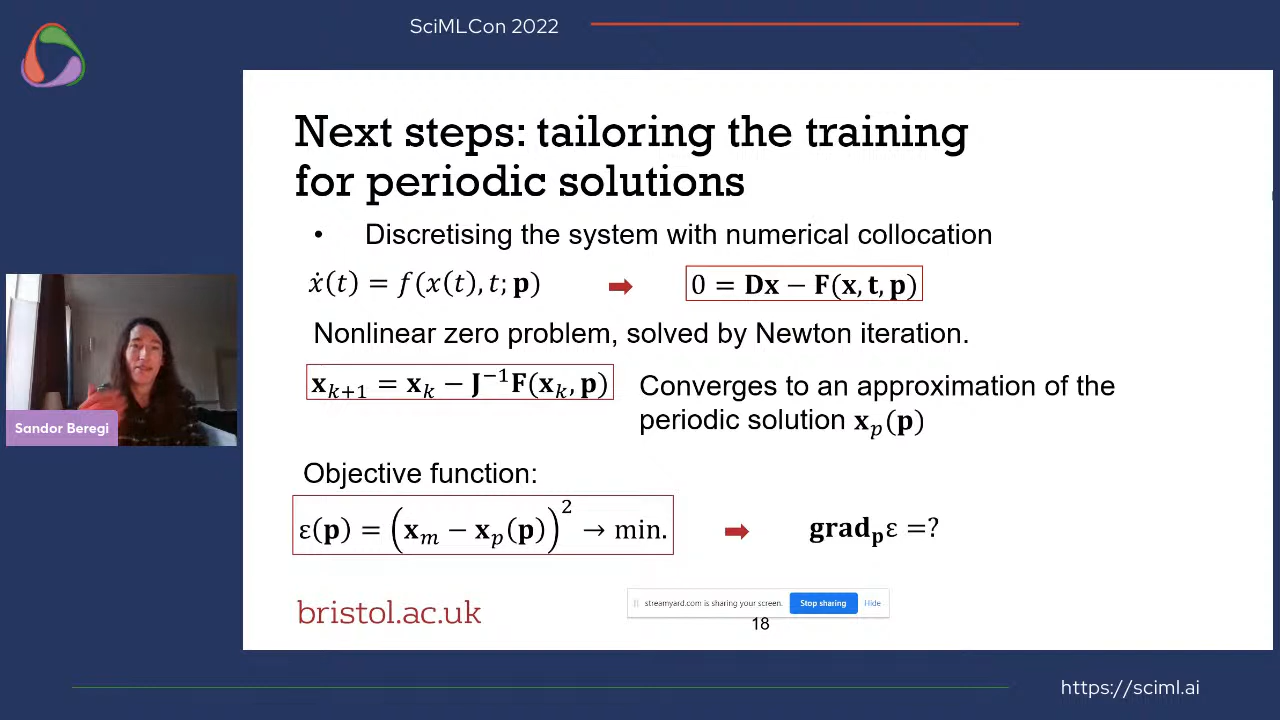 SciMLCon 2022
Next steps: tailoring the training
for periodic solutions
• Discretising the system with numerical collocation
ẋ(t) = f(x(t), t; p) ➡ 0 = Dx − F(x, t, p)
Nonlinear zero problem, solved by Newton iteration.
x_{k+1} = x_k − J⁻¹F(x_k, p)
Converges to an approximation of the
periodic solution x_p(p)
Sandor Beregi
Objective function:
ε(p) = (x_m − x_p(p))² → min. ➡ grad_p ε =?
streamyard.com is sharing your screen. Stop sharing Hide
bristol.ac.uk
18
https://sciml.ai